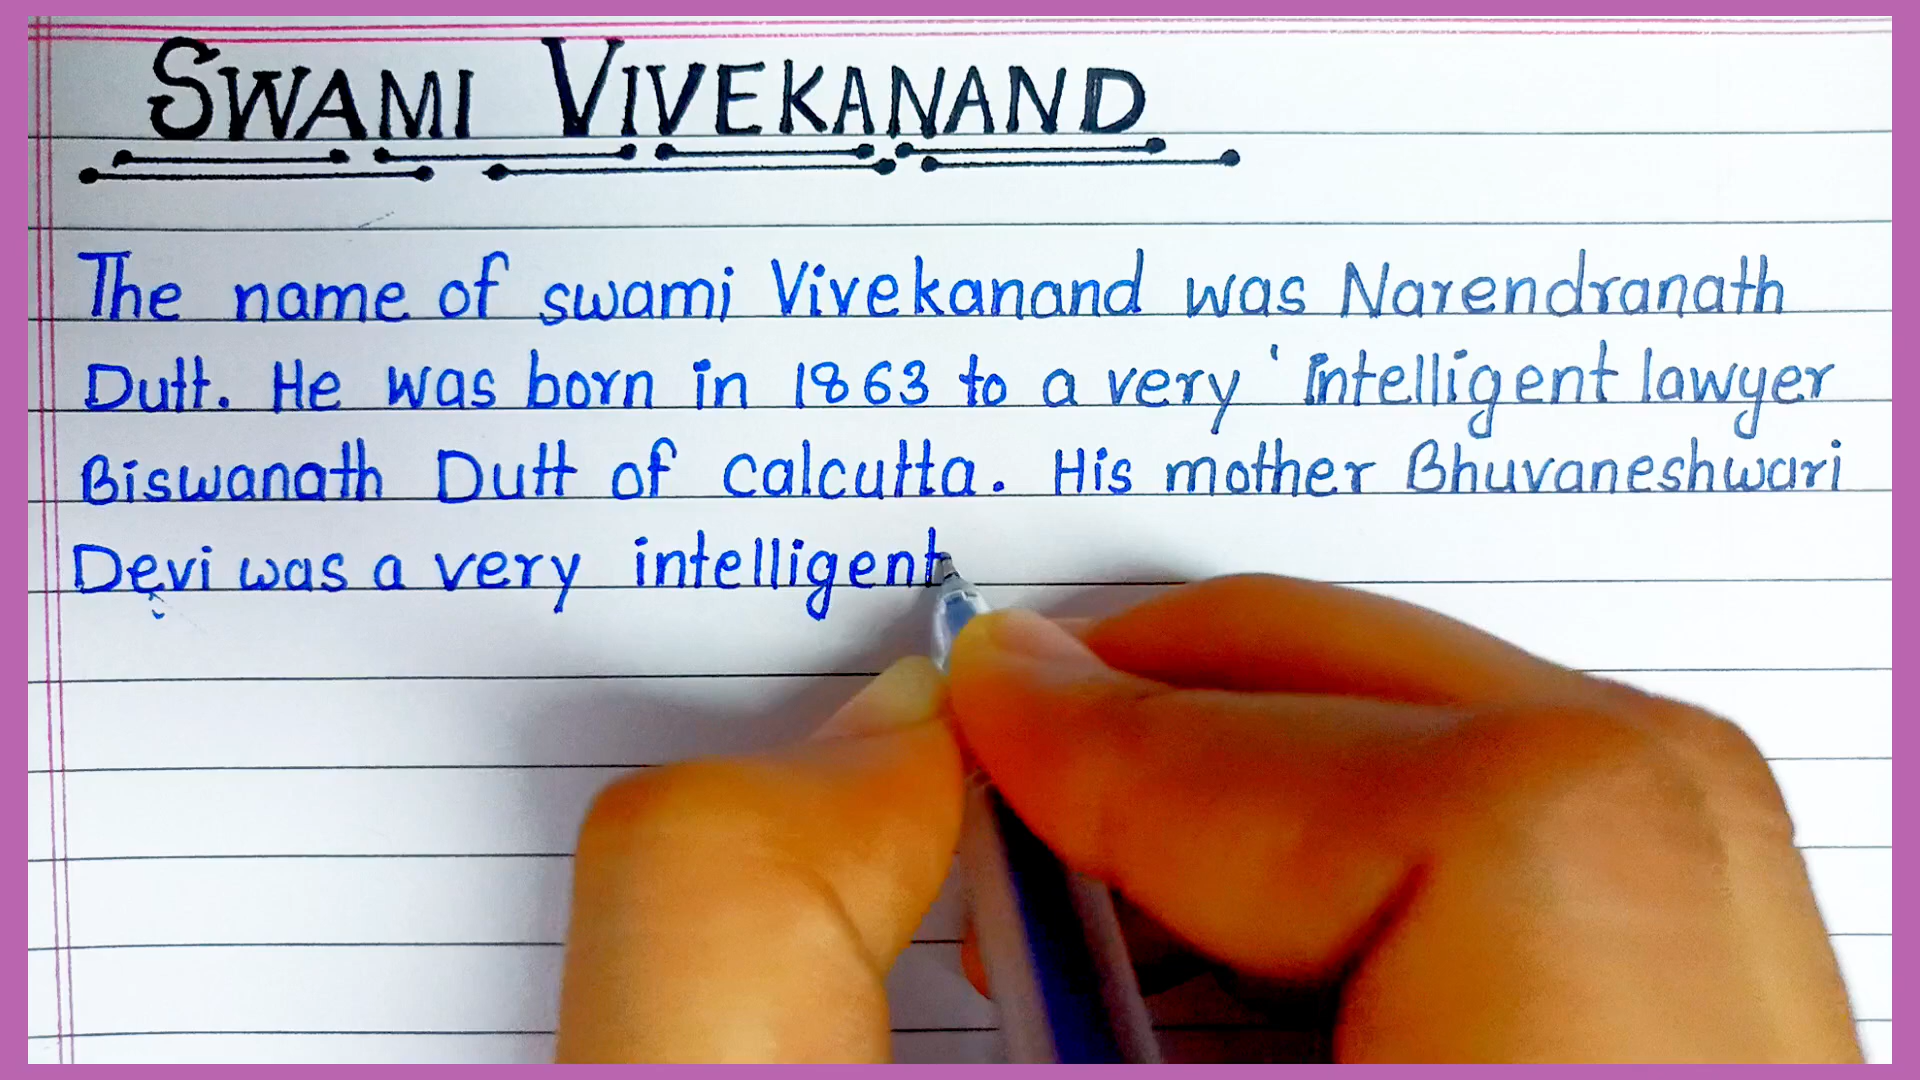 SWAMI VIVEKANAND
The name of swami Vivekanand was Narendranath
Dutt. He was born in 1863 to a very intelligent lawyer
Biswanath Dutt of calcutta. His mother Bhuvaneshwari
Devi was a very intelligent